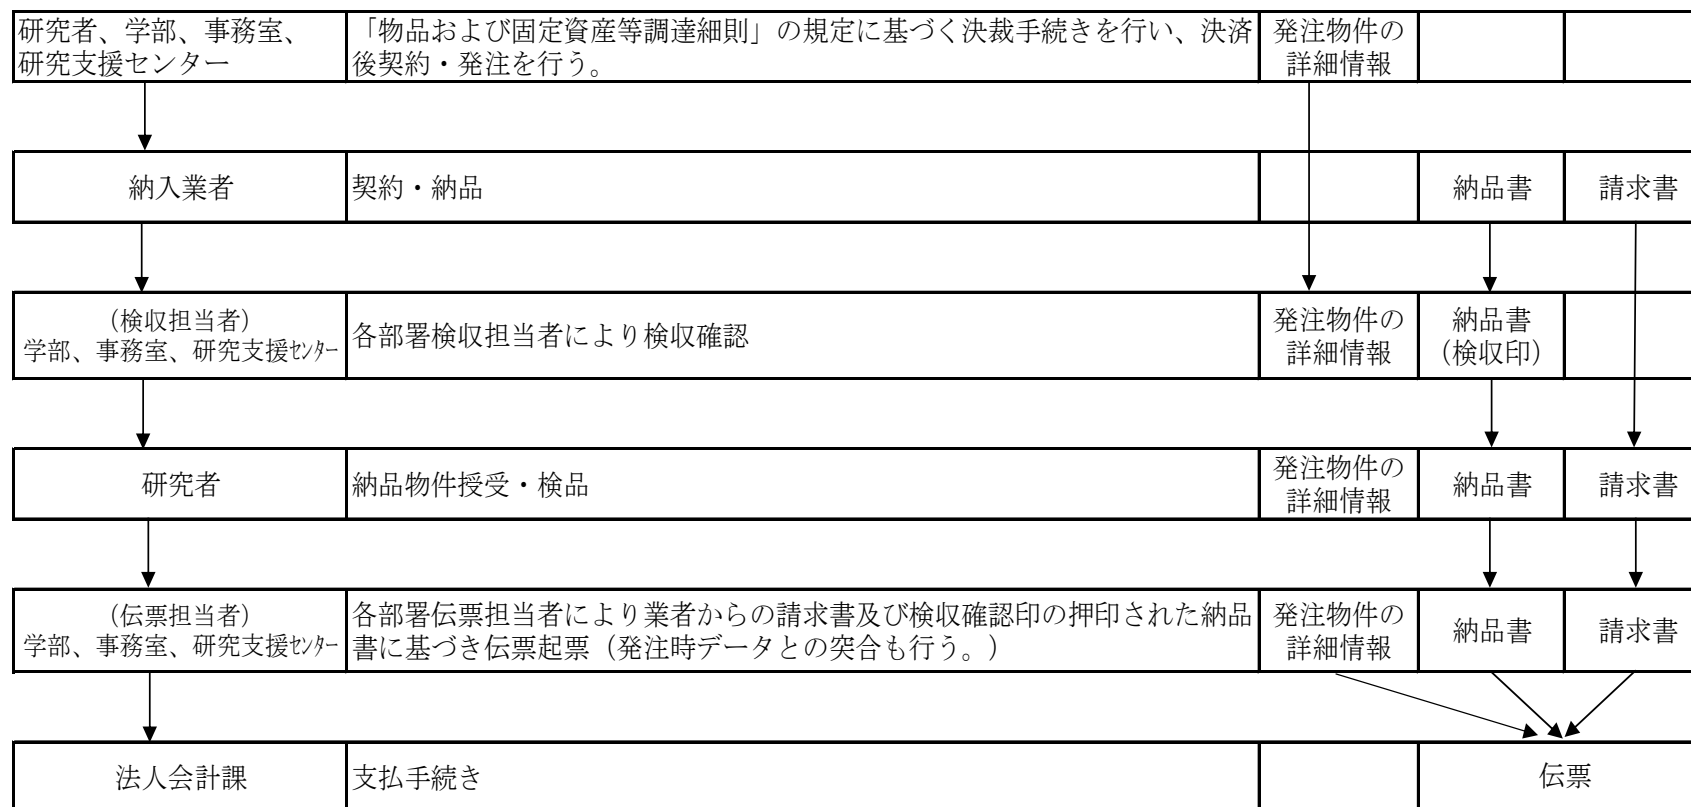 研究者、学部、事務室、
研究支援センター
「物品および固定資産等調達細則」の規定に基づく決裁手続きを行い、決済
後契約・発注を行う。
発注物件の
詳細情報
納入業者
契約・納品
納品書
請求書
(検収担当者)
学部、事務室、研究支援ｾﾝﾀｰ
各部署検収担当者により検収確認
発注物件の
詳細情報
納品書
(検収印)
研究者
納品物件授受・検品
発注物件の
詳細情報
納品書
請求書
(伝票担当者)
学部、事務室、研究支援ｾﾝﾀｰ
各部署伝票担当者により業者からの請求書及び検収確認印の押印された納品
書に基づき伝票起票（発注時データとの突合も行う。）
発注物件の
詳細情報
納品書
請求書
法人会計課
支払手続き
伝票